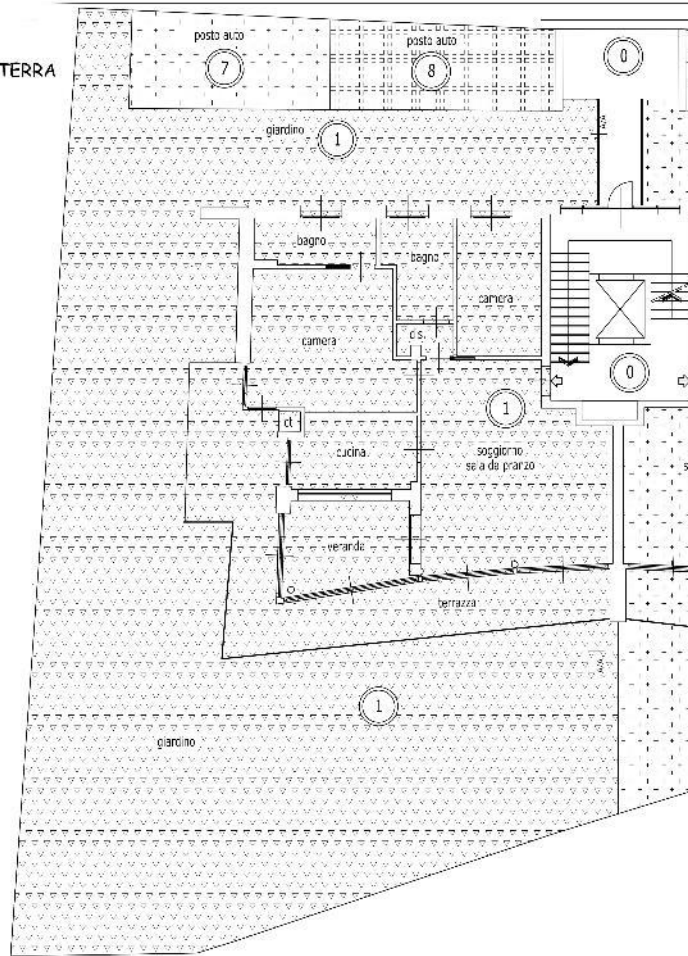 TERRA
posto auto
7
posto auto
8
0
giardino
1
bagno
bagno
camera
camera
dis.
0
1
ct
cucina
soggiorno
sala da pranzo
veranda
terrazza
1
giardino